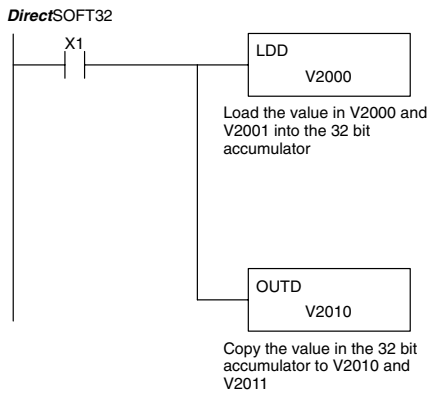 DirectSOFT32
X1
LDD
V2000
Load the value in V2000 and
V2001 into the 32 bit
accumulator
OUTD
V2010
Copy the value in the 32 bit
accumulator to V2010 and
V2011